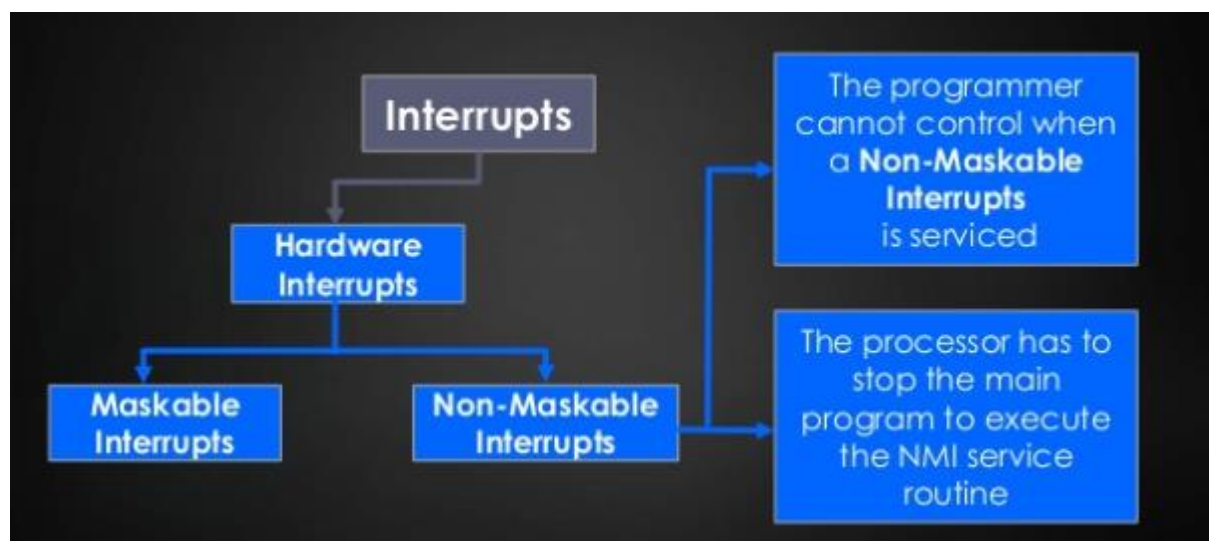 Interrupts
Hardware
Interrupts
Maskable
Interrupts
Non-Maskable
Interrupts
The programmer
cannot control when
a Non-Maskable
Interrupts
is serviced
The processor has to
stop the main
program to execute
the NMI service
routine